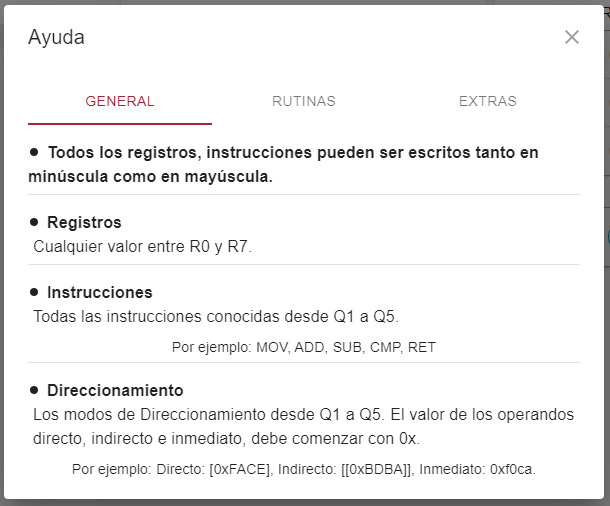 Ayuda
GENERAL
RUTINAS
EXTRAS
● Todos los registros, instrucciones pueden ser escritos tanto en
minúscula como en mayúscula.
● Registros
Cualquier valor entre R0 y R7.
● Instrucciones
Todas las instrucciones conocidas desde Q1 a Q5.
Por ejemplo: MOV, ADD, SUB, CMP, RET
● Direccionamiento
Los modos de Direccionamiento desde Q1 a Q5. El valor de los operandos
directo, indirecto e inmediato, debe comenzar con 0x.
Por ejemplo: Directo: [0xFACE], Indirecto: [[0xBDBA]], Inmediato: 0xf0ca.